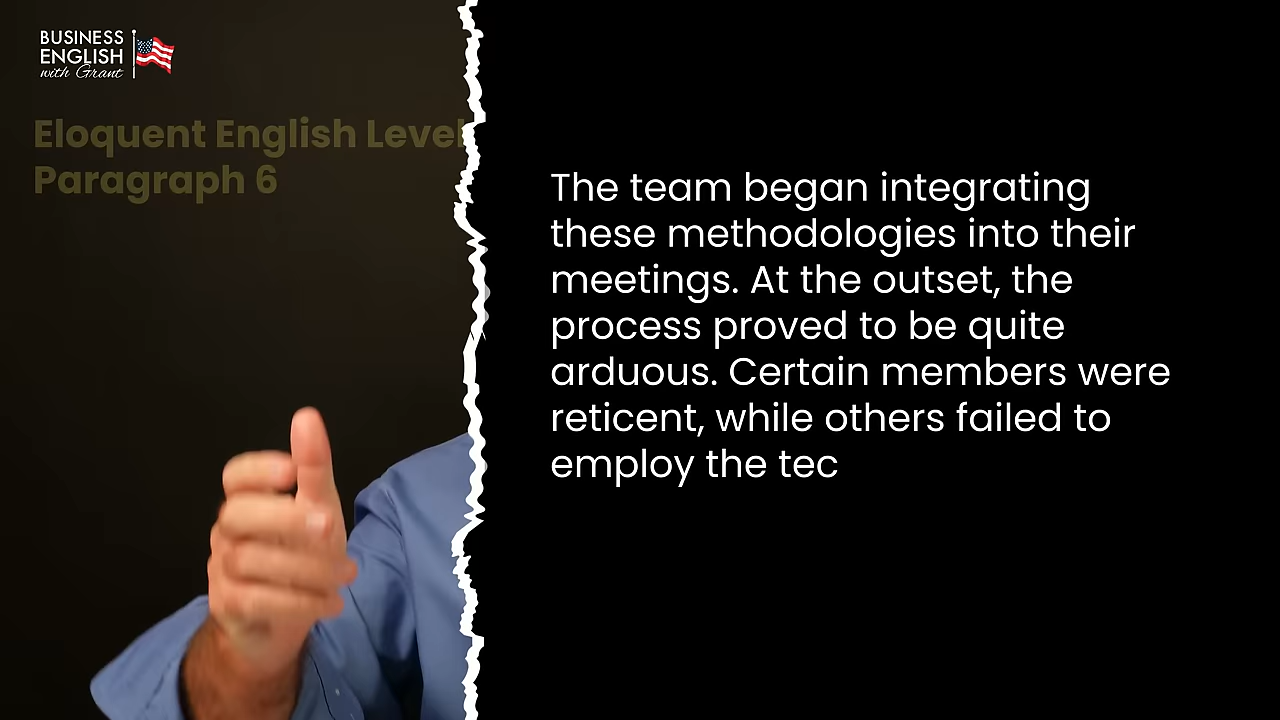 BUSINESS
ENGLISH
with Grant
Eloquent English Level
Paragraph 6
The team began integrating
these methodologies into their
meetings. At the outset, the
process proved to be quite
arduous. Certain members were
reticent, while others failed to
employ the tec